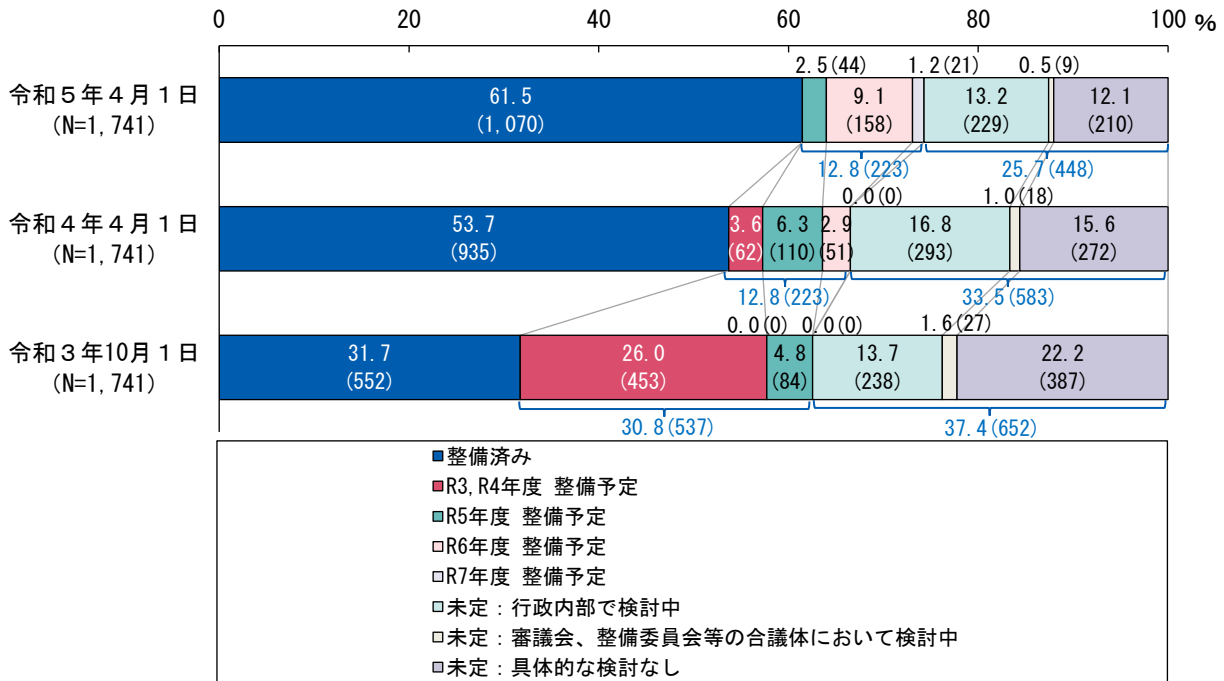 0 20 40 60 80 100 %
2.5(44) 1.2(21) 0.5(9)
令和５年４月１日 61.5 9.1 13.2 12.1
(N=1,741) (1,070) (158) (229) (210)
12.8(223) 25.7(448)
0.0(0) 1.0(18)
令和４年４月１日 53.7 3.6 6.3 2.9 16.8 15.6
(N=1,741) (935) (62) (110) (51) (293) (272)
12.8(223) 33.5(583)
0.0(0) 0.0(0) 1.6(27)
令和３年10月１日 31.7 26.0 4.8 13.7 22.2
(N=1,741) (552) (453) (84) (238) (387)
30.8(537) 37.4(652)
整備済み
R3,R4年度 整備予定
R5年度 整備予定
R6年度 整備予定
R7年度 整備予定
未定：行政内部で検討中
未定：審議会、整備委員会等の合議体において検討中
未定：具体的な検討なし